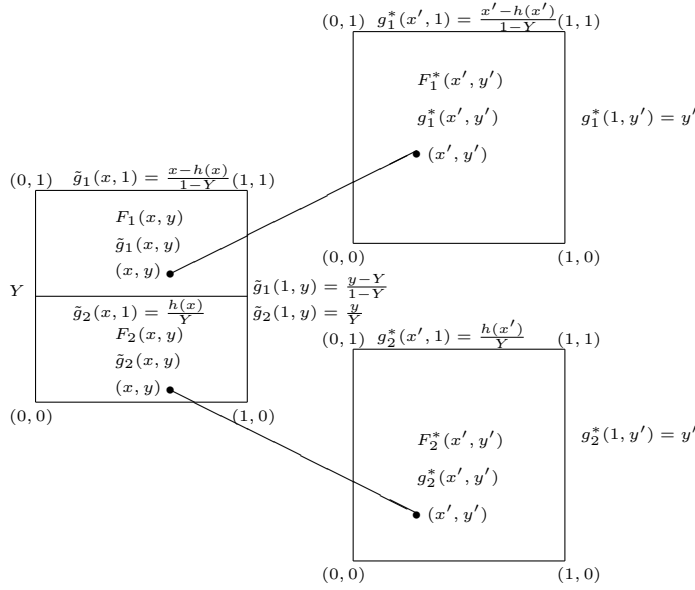 (0, 1) g₁*(x′, 1) = (x′−h(x′))/(1−Y) (1, 1)
F₁*(x′, y′)
g₁*(x′, y′)
g₁*(1, y′) = y′
(x′, y′)
(0, 0) (1, 0)
(0, 1) g̃₁(x, 1) = (x−h(x))/(1−Y) (1, 1)
F₁(x, y)
g̃₁(x, y)
(x, y)
Y
g̃₁(1, y) = (y−Y)/(1−Y)
g̃₂(x, 1) = h(x)/Y
g̃₂(1, y) = y/Y
F₂(x, y)
g̃₂(x, y)
(x, y)
(0, 0) (1, 0)
(0, 1) g₂*(x′, 1) = h(x′)/Y (1, 1)
F₂*(x′, y′)
g₂*(1, y′) = y′
g₂*(x′, y′)
(x′, y′)
(0, 0) (1, 0)